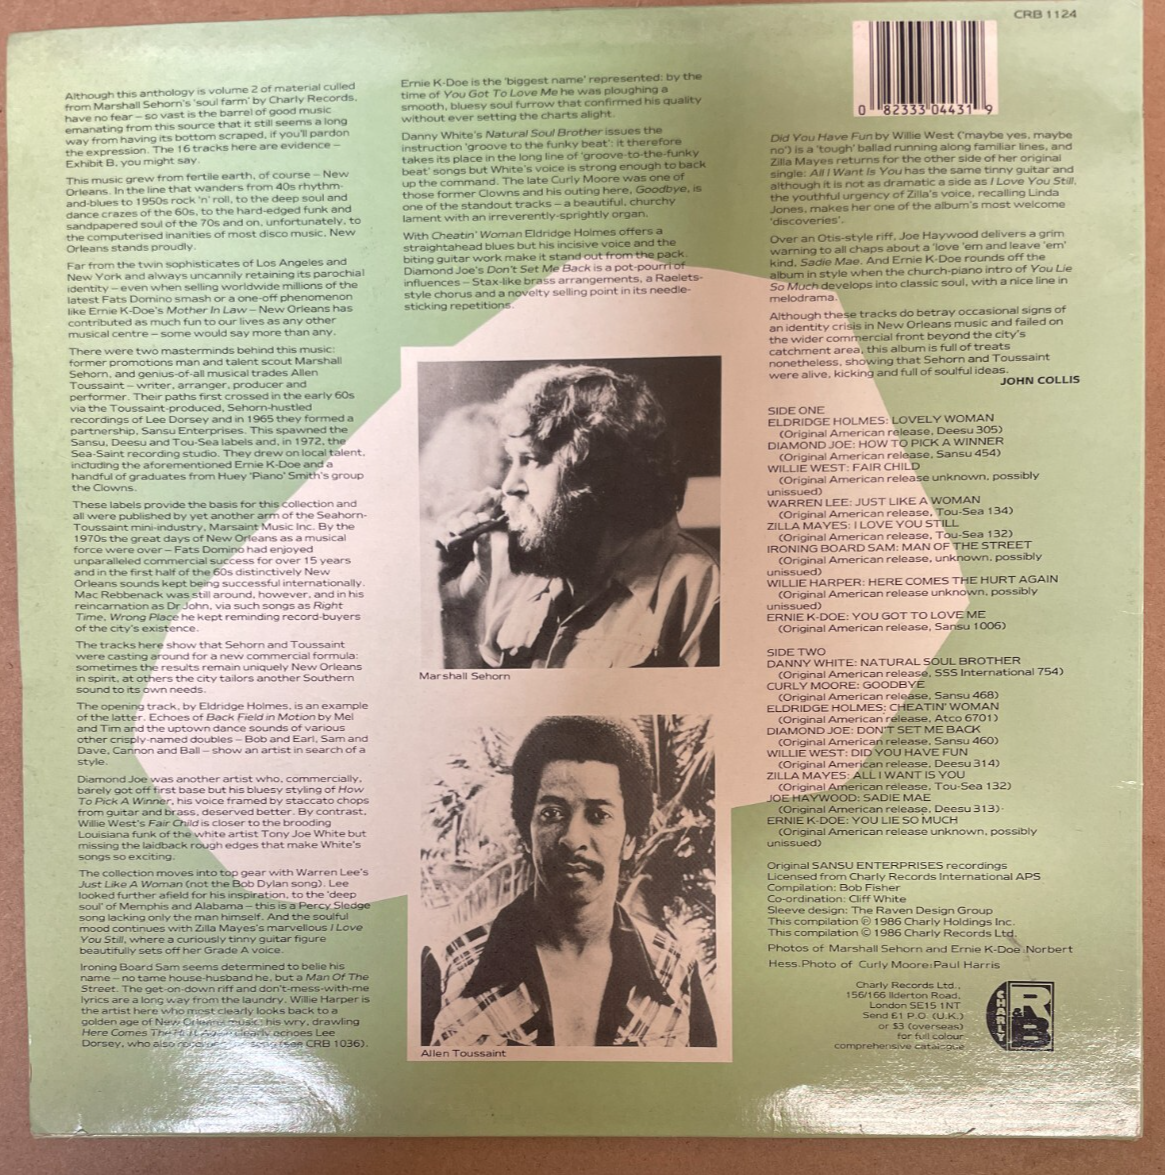 CRB 1124
0 82333 04431 9
Although this anthology is volume 2 of material culled
from Marshall Sehorn's 'soul farm' by Charly Records,
have no fear – so vast is the barrel of good music
emanating from this source that it still seems a long
way from having its bottom scraped, if you'll pardon
the expression. The 16 tracks here are evidence –
Exhibit B, you might say.
This music grew from fertile earth, of course – New
Orleans. In the line that wanders from 40s rhythm-
and-blues to 1950s rock 'n' roll, to the deep soul and
dance crazes of the 60s, to the hard-edged funk and
sandpapered soul of the 70s and on, unfortunately, to
the computerised inanities of most disco music, New
Orleans stands proudly.
Far from the twin sophisticates of Los Angeles and
New York and always uncannily retaining its parochial
identity – even when selling worldwide millions of the
latest Fats Domino smash or a one-off phenomenon
like Ernie K-Doe's Mother In Law – New Orleans has
contributed as much fun to our lives as any other
musical centre – some would say more than any.
There were two masterminds behind this music:
former promotions man and talent scout Marshall
Sehorn, and genius-of-all musical trades Allen
Toussaint – writer, arranger, producer and
performer. Their paths first crossed in the early 60s
via the Toussaint-produced, Sehorn-hustled
recordings of Lee Dorsey and in 1965 they formed a
partnership, Sansu Enterprises. This spawned the
Sansu, Deesu and Tou-Sea labels and, in 1972, the
Sea-Saint recording studio. They drew on local talent,
including the aforementioned Ernie K-Doe and a
handful of graduates from Huey 'Piano' Smith's group
the Clowns.
These labels provide the basis for this collection and
all were published by yet another arm of the Seahorn-
Toussaint mini-industry, Marsaint Music Inc. By the
1970s the great days of New Orleans as a musical
force were over – Fats Domino had enjoyed
unparalleled commercial success for over 15 years
and in the first half of the 60s distinctively New
Orleans sounds kept being successful internationally.
Mac Rebbenack was still around, however, and in his
reincarnation as Dr John, via such songs as Right
Time, Wrong Place he kept reminding record-buyers
of the city's existence.
The tracks here show that Sehorn and Toussaint
were casting around for a new commercial formula:
sometimes the results remain uniquely New Orleans
in spirit, at others the city tailors another Southern
sound to its own needs.
The opening track, by Eldridge Holmes, is an example
of the latter. Echoes of Back Field in Motion by Mel
and Tim and the uptown dance sounds of various
other crisply-named doubles – Bob and Earl, Sam and
Dave, Cannon and Ball – show an artist in search of a
style.
Diamond Joe was another artist who, commercially,
barely got off first base but his bluesy styling of How
To Pick A Winner, his voice framed by staccato chops
from guitar and brass, deserved better. By contrast,
Willie West's Fair Child is closer to the brooding
Louisiana funk of the white artist Tony Joe White but
missing the laidback rough edges that make White's
songs so exciting.
The collection moves into top gear with Warren Lee's
Just Like A Woman (not the Bob Dylan song). Lee
looked further afield for his inspiration, to the 'deep
soul' of Memphis and Alabama – this is a Percy Sledge
song lacking only the man himself. And the soulful
mood continues with Zilla Mayes's marvellous I Love
You Still, where a curiously tinny guitar figure
beautifully sets off her Grade A voice.
Ironing Board Sam seems determined to belie his
name – no tame house-husband he, but a Man Of The
Street. The get-on-down riff and don't-mess-with-me
lyrics are a long way from the laundry. Willie Harper is
the artist here who most clearly looks back to a
golden age of New Orleans music: his wry, drawling
Here Comes The Hurt Again clearly echoes Lee
Dorsey, who also (see CRB 1036).
Ernie K-Doe is the 'biggest name' represented: by the
time of You Got To Love Me he was ploughing a
smooth, bluesy soul furrow that confirmed his quality
without ever setting the charts alight.
Danny White's Natural Soul Brother issues the
instruction 'groove to the funky beat': it therefore
takes its place in the long line of 'groove-to-the-funky
beat' songs but White's voice is strong enough to back
up the command. The late Curly Moore was one of
those former Clowns and his outing here, Goodbye, is
one of the standout tracks – a beautiful, churchy
lament with an irreverently-sprightly organ.
With Cheatin' Woman Eldridge Holmes offers a
straightahead blues but his incisive voice and the
biting guitar work make it stand out from the pack.
Diamond Joe's Don't Set Me Back is a pot-pourri of
influences – Stax-like brass arrangements, a Raelets-
style chorus and a novelty selling point in its needle-
sticking repetitions.
Marshall Sehorn
Allen Toussaint
Did You Have Fun by Willie West ('maybe yes, maybe
no') is a 'tough' ballad running along familiar lines, and
Zilla Mayes returns for the other side of her original
single: All I Want Is You has the same tinny guitar and
although it is not as dramatic a side as I Love You Still,
the youthful urgency of Zilla's voice, recalling Linda
Jones, makes her one of the album's most welcome
'discoveries'.
Over an Otis-style riff, Joe Haywood delivers a grim
warning to all chaps about a 'love 'em and leave 'em'
kind, Sadie Mae. And Ernie K-Doe rounds off the
album in style when the church-piano intro of You Lie
So Much develops into classic soul, with a nice line in
melodrama.
Although these tracks do betray occasional signs of
an identity crisis in New Orleans music and failed on
the wider commercial front beyond the city's
catchment area, this album is full of treats
nonetheless, showing that Sehorn and Toussaint
were alive, kicking and full of soulful ideas.
JOHN COLLIS
SIDE ONE
ELDRIDGE HOLMES: LOVELY WOMAN
(Original American release, Deesu 305)
DIAMOND JOE: HOW TO PICK A WINNER
(Original American release, Sansu 454)
WILLIE WEST: FAIR CHILD
(Original American release unknown, possibly
unissued)
WARREN LEE: JUST LIKE A WOMAN
(Original American release, Tou-Sea 134)
ZILLA MAYES: I LOVE YOU STILL
(Original American release, Tou-Sea 132)
IRONING BOARD SAM: MAN OF THE STREET
(Original American release, unknown, possibly
unissued)
WILLIE HARPER: HERE COMES THE HURT AGAIN
(Original American release unknown, possibly
unissued)
ERNIE K-DOE: YOU GOT TO LOVE ME
(Original American release, Sansu 1006)
SIDE TWO
DANNY WHITE: NATURAL SOUL BROTHER
(Original American release, SSS International 754)
CURLY MOORE: GOODBYE
(Original American release, Sansu 468)
ELDRIDGE HOLMES: CHEATIN' WOMAN
(Original American release, Atco 6701)
DIAMOND JOE: DON'T SET ME BACK
(Original American release, Sansu 460)
WILLIE WEST: DID YOU HAVE FUN
(Original American release, Deesu 314)
ZILLA MAYES: ALL I WANT IS YOU
(Original American release, Tou-Sea 132)
JOE HAYWOOD: SADIE MAE
(Original American release, Deesu 313)
ERNIE K-DOE: YOU LIE SO MUCH
(Original American release unknown, possibly
unissued)
Original SANSU ENTERPRISES recordings
Licensed from Charly Records International APS
Compilation: Bob Fisher
Co-ordination: Cliff White
Sleeve design: The Raven Design Group
This compilation ℗ 1986 Charly Holdings Inc.
This compilation © 1986 Charly Records Ltd.
Photos of Marshall Sehorn and Ernie K-Doe Norbert
Hess. Photo of Curly Moore: Paul Harris
Charly Records Ltd.,
156/166 Ilderton Road,
London SE15 1NT
Send £1 P.O. (U.K.)
or $3 (overseas)
for full colour
comprehensive catalogue
CHARLY R&B